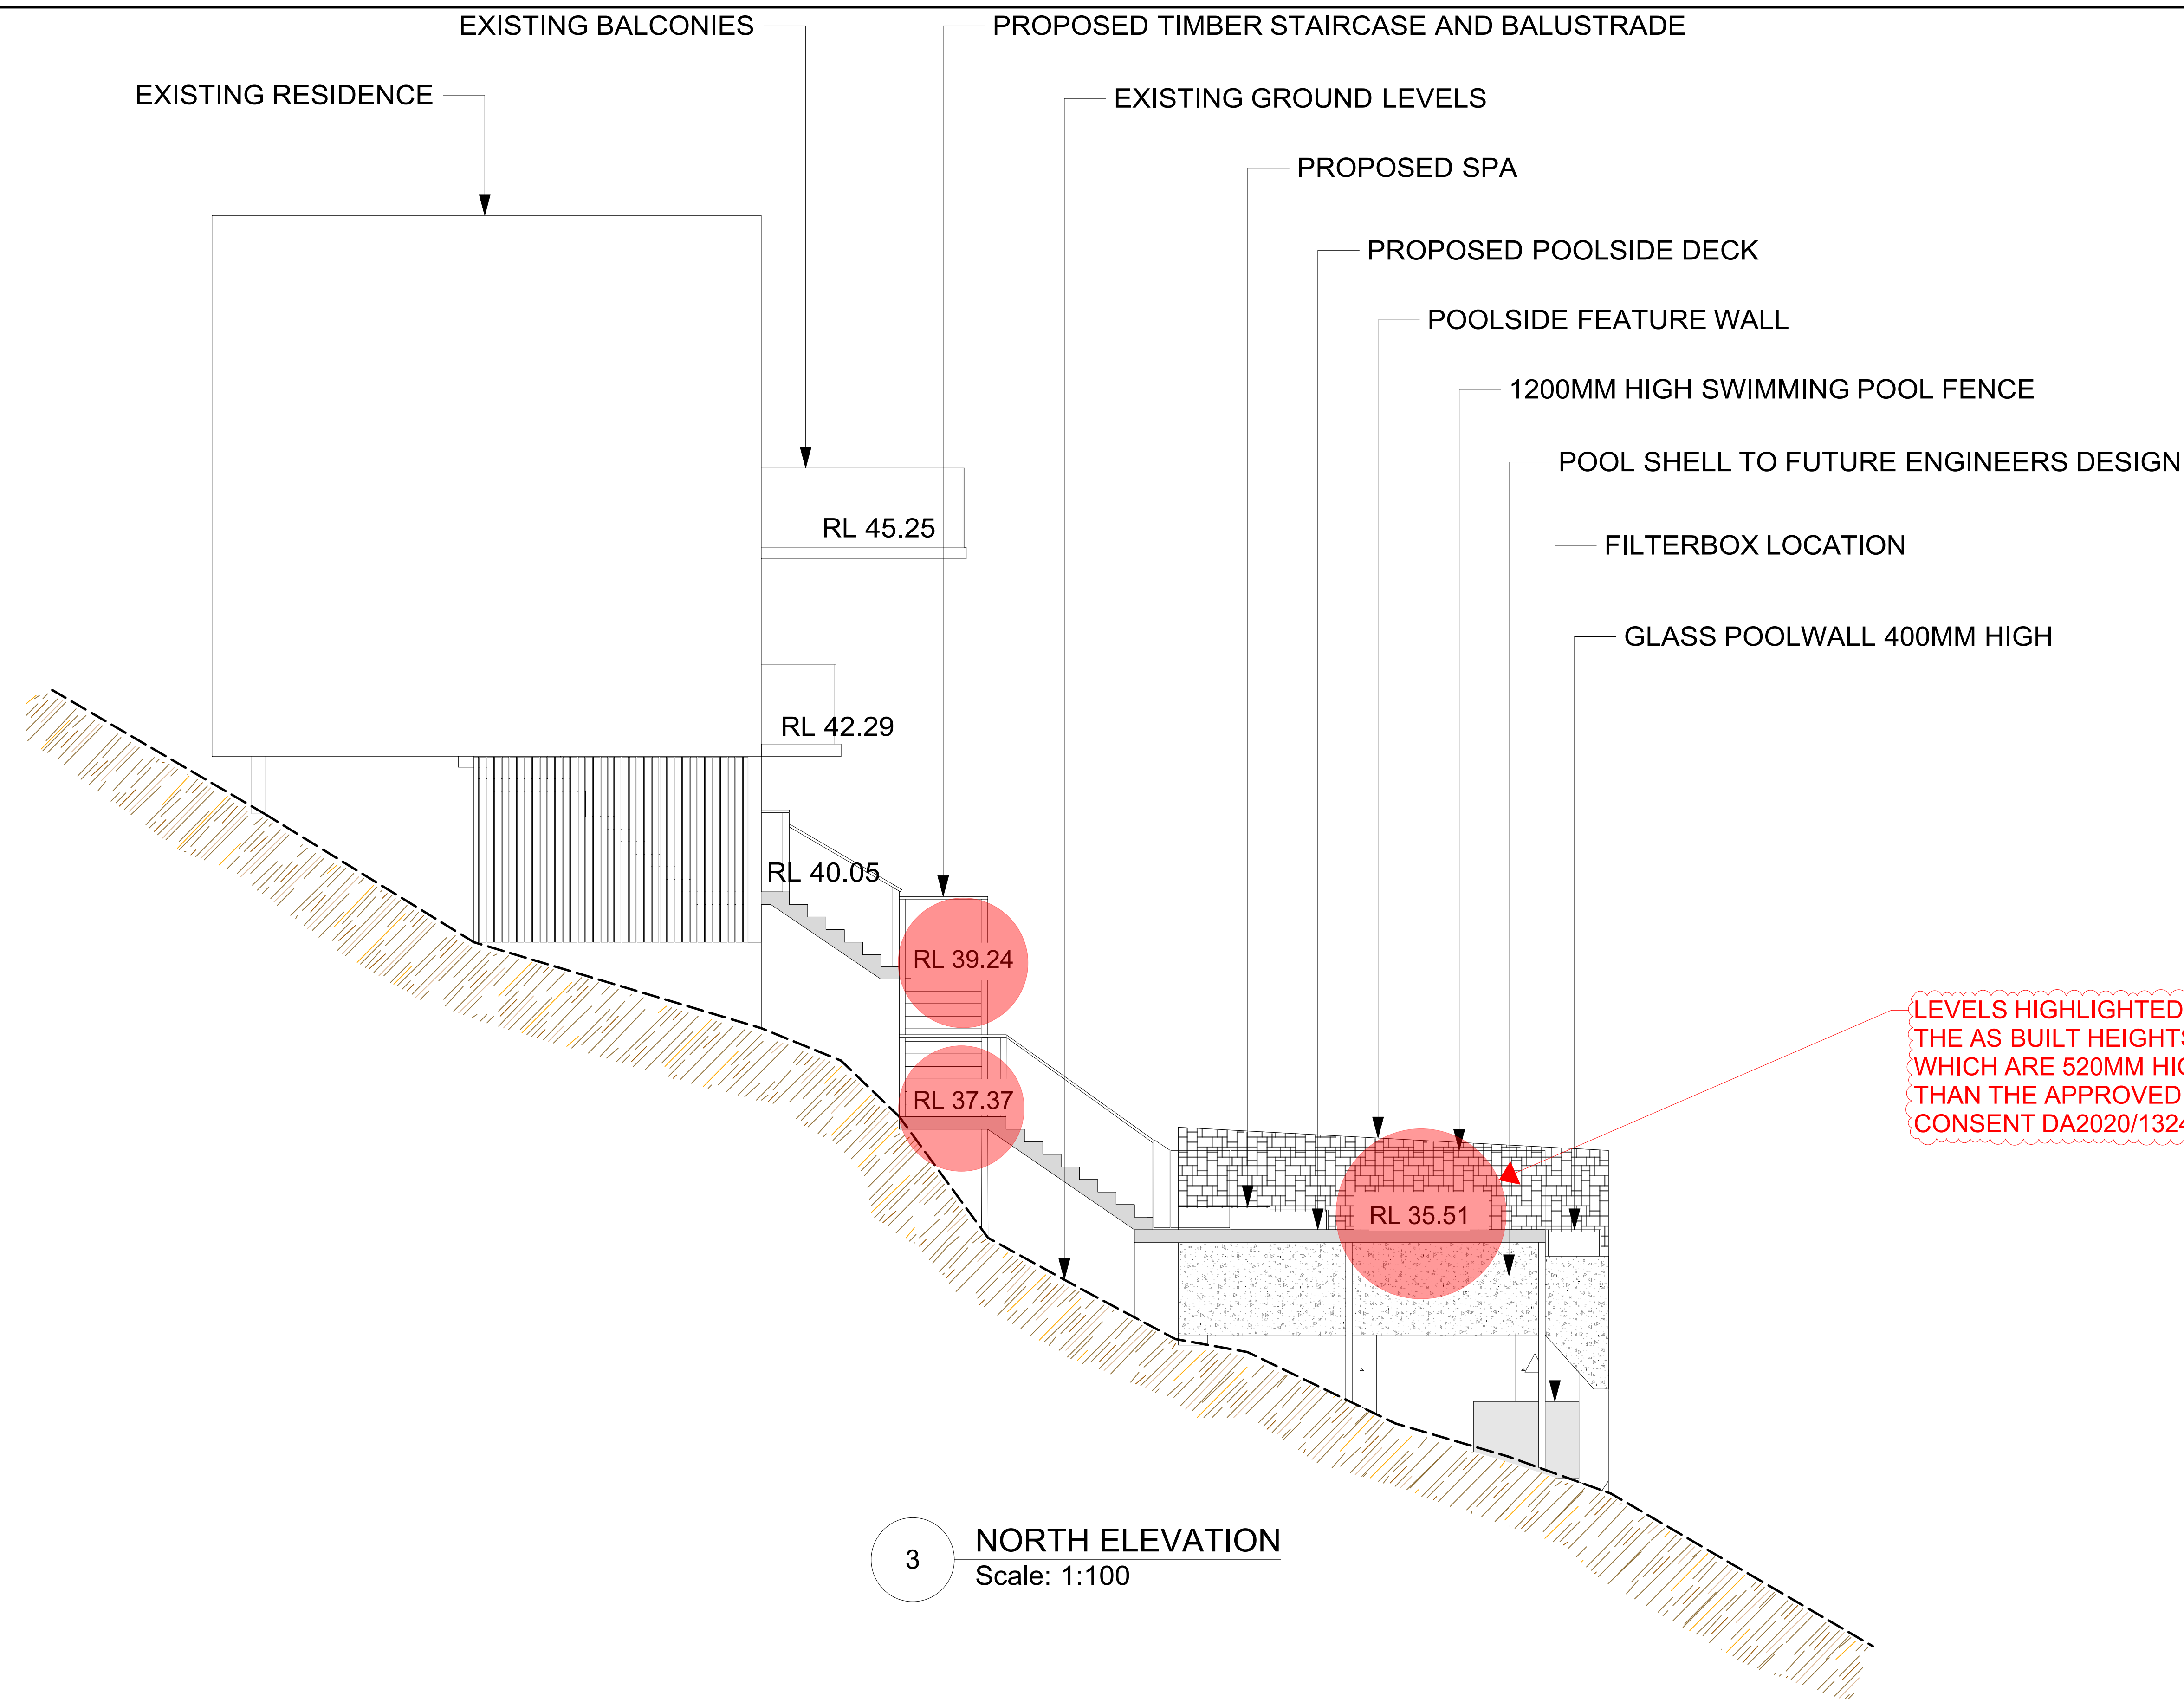 EXISTING BALCONIES
PROPOSED TIMBER STAIRCASE AND BALUSTRADE
EXISTING RESIDENCE
EXISTING GROUND LEVELS
PROPOSED SPA
PROPOSED POOLSIDE DECK
POOLSIDE FEATURE WALL
1200MM HIGH SWIMMING POOL FENCE
POOL SHELL TO FUTURE ENGINEERS DESIGN
RL 45.25
FILTERBOX LOCATION
GLASS POOLWALL 400MM HIGH
RL 42.29
RL 40.05
RL 39.24
LEVELS HIGHLIGHTED
THE AS BUILT HEIGHTS
WHICH ARE 520MM HIG
THAN THE APPROVED
CONSENT DA2020/1324
RL 37.37
RL 35.51
3
NORTH ELEVATION
Scale: 1:100